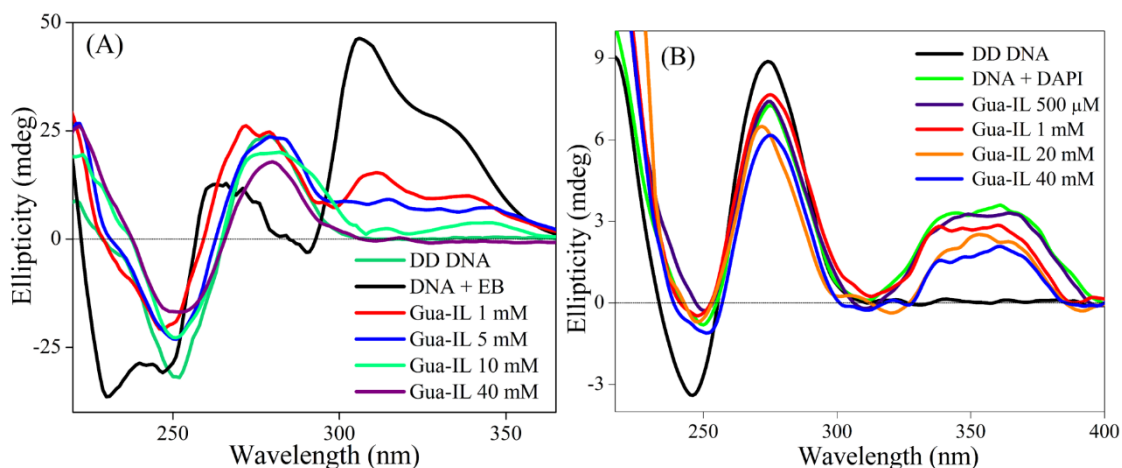 (A)
Ellipticity (mdeg)
50
25
0
-25
250
300
350
Wavelength (nm)
DD DNA
DNA + EB
Gua-IL 1 mM
Gua-IL 5 mM
Gua-IL 10 mM
Gua-IL 40 mM
(B)
Ellipticity (mdeg)
9
6
3
0
-3
250
300
350
400
Wavelength (nm)
DD DNA
DNA + DAPI
Gua-IL 500 µM
Gua-IL 1 mM
Gua-IL 20 mM
Gua-IL 40 mM